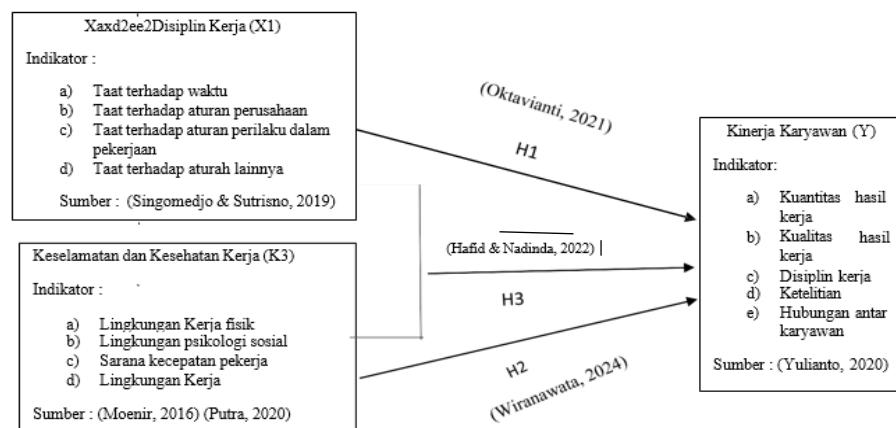 Xaxd2ee2Disiplin Kerja (X1)
Indikator :
a) Taat terhadap waktu
b) Taat terhadap aturan perusahaan
c) Taat terhadap aturan perilaku dalam
pekerjaan
d) Taat terhadap aturah lainnya
Sumber : (Singomedjo & Sutrisno, 2019)
Keselamatan dan Kesehatan Kerja (K3)
Indikator :
a) Lingkungan Kerja fisik
b) Lingkungan psikologi sosial
c) Sarana kecepatan pekerja
d) Lingkungan Kerja
Sumber : (Moenir, 2016) (Putra, 2020)
(Oktavianti, 2021)
H1
(Hafid & Nadinda, 2022)
H3
H2
(Wiranawata, 2024)
Kinerja Karyawan (Y)
Indikator:
a) Kuantitas hasil
kerja
b) Kualitas hasil
kerja
c) Disiplin kerja
d) Ketelitian
e) Hubungan antar
karyawan
Sumber : (Yulianto, 2020)